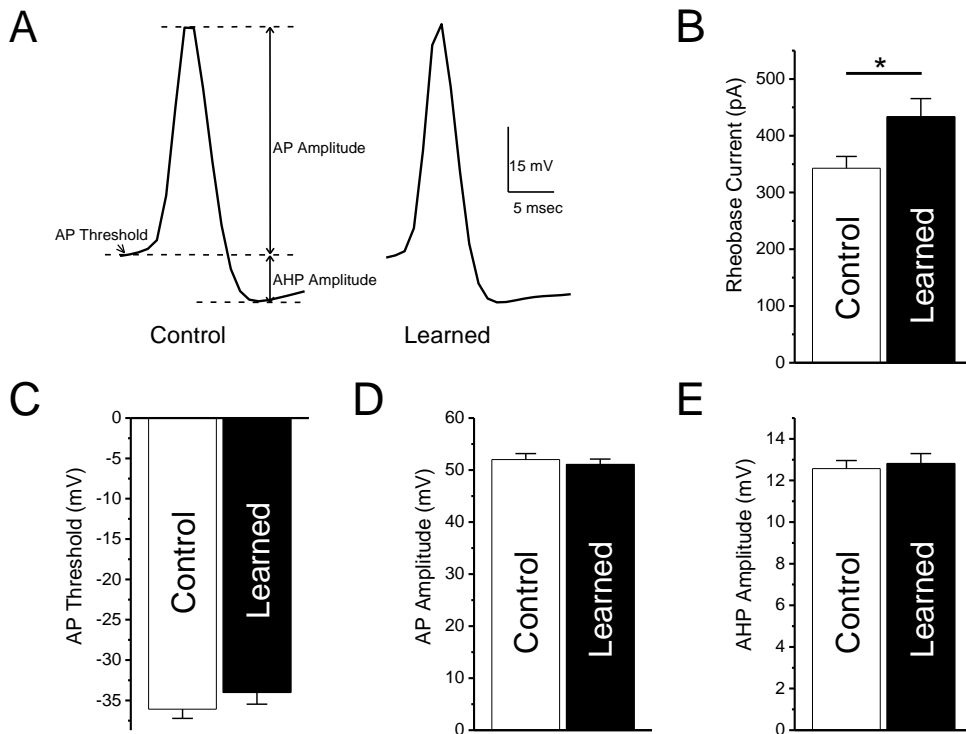 A
AP Amplitude
AP Threshold
AHP Amplitude
Control
Learned
15 mV
5 msec
B
*
Rheobase Current (pA)
500
400
300
200
100
0
Control
Learned
C
AP Threshold (mV)
0
-5
-10
-15
-20
-25
-30
-35
Control
Learned
D
AP Amplitude (mV)
60
50
40
30
20
10
0
Control
Learned
E
AHP Amplitude (mV)
14
12
10
8
6
4
2
0
Control
Learned